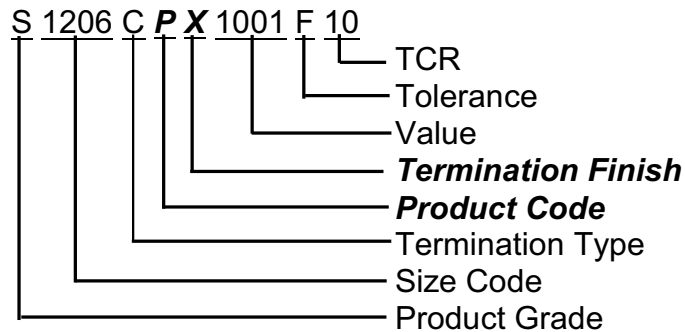 S 1206 C P X 1001 F 10
TCR
Tolerance
Value
Termination Finish
Product Code
Termination Type
Size Code
Product Grade